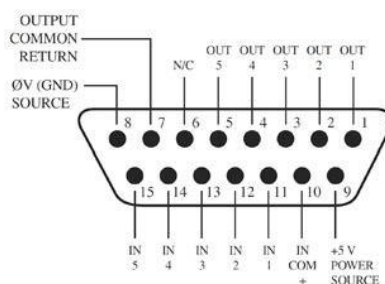 OUTPUT
COMMON
RETURN
ØV (GND)
SOURCE
N/C
OUT OUT OUT OUT OUT
5 4 3 2 1
8 7 6 5 4 3 2 1
15 14 13 12 11 10 9
IN IN IN IN IN IN +5 V
5 4 3 2 1 COM POWER
+ SOURCE